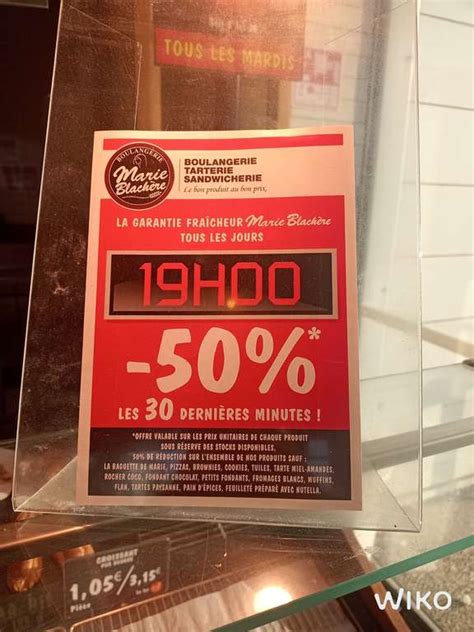 TOUS LES MARDIS
BOULANGERIE
Marie
Blachère
BOULANGERIE
TARTERIE
SANDWICHERIE
Le bon produit au bon prix,
LA GARANTIE FRAÎCHEUR Marie Blachère
TOUS LES JOURS
19H00
-50%*
LES 30 DERNIÈRES MINUTES !
*OFFRE VALABLE SUR LES PRIX UNITAIRES DE CHAQUE PRODUIT
SOUS RÉSERVE DES STOCKS DISPONIBLES.
50% DE RÉDUCTION SUR L'ENSEMBLE DE NOS PRODUITS SAUF :
LA BAGUETTE DE MARIE, PIZZAS, BROWNIES, COOKIES, TUILES, TARTE MIEL-AMANDES,
ROCHER COCO, FONDANT CHOCOLAT, PETITS FONDANTS, FROMAGES BLANCS, MUFFINS,
FLAN, TARTES PAYSANNE, PAIN D'ÉPICES, FEUILLETÉ PRÉPARÉ AVEC NUTELLA.
CROISSANT
PUR BEURRE
1,05€/3,15€
Pièce
WIKO